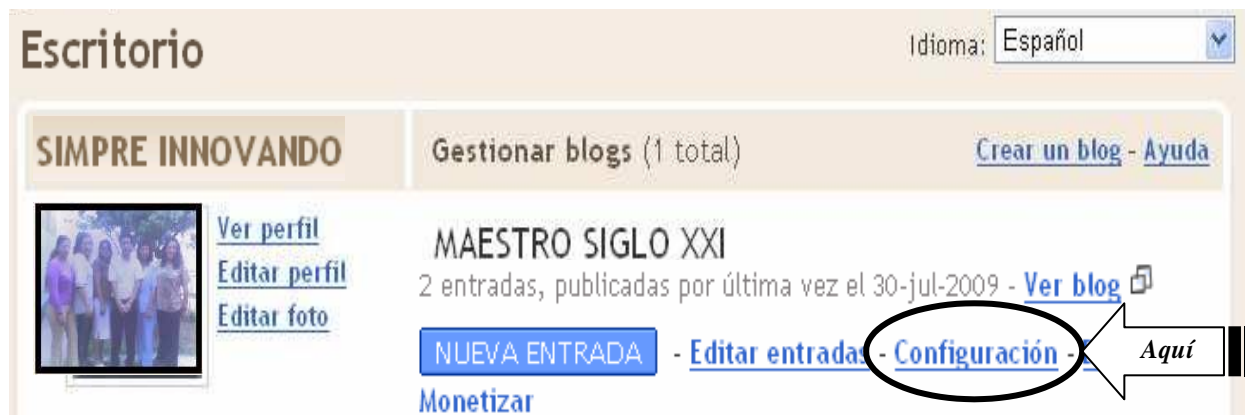 Escritorio
Idioma: Español
SIMPRE INNOVANDO
Gestionar blogs (1 total)
Crear un blog - Ayuda
Ver perfil
Editar perfil
Editar foto
MAESTRO SIGLO XXI
2 entradas, publicadas por última vez el 30-jul-2009 - Ver blog
NUEVA ENTRADA - Editar entradas - Configuración -
Aquí
Monetizar